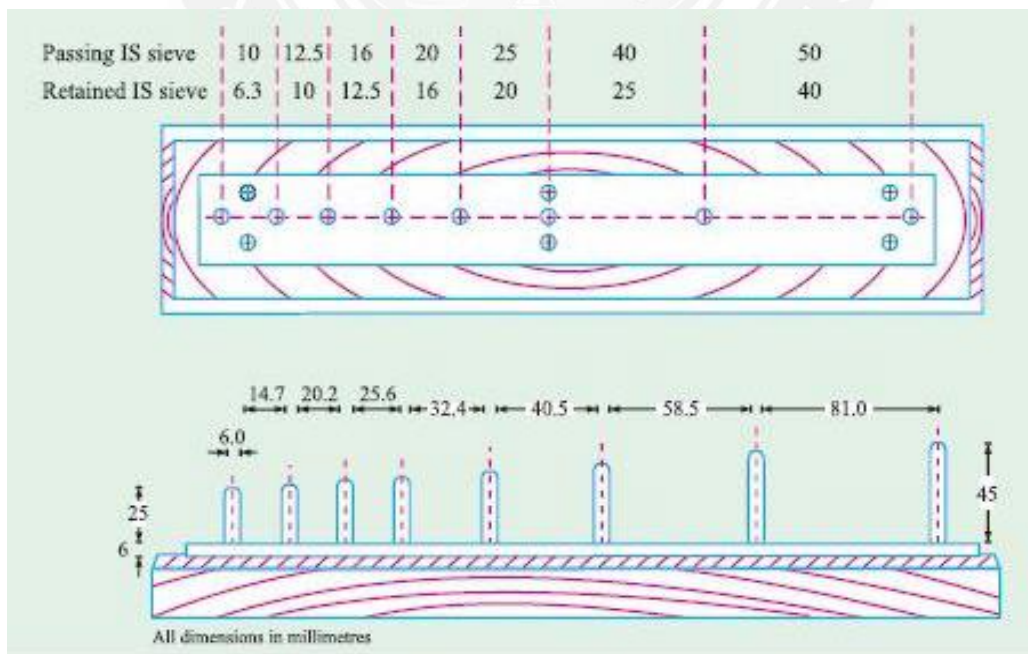 Passing IS sieve 10 12.5 16 20 25 40 50
Retained IS sieve 6.3 10 12.5 16 20 25 40
14.7 20.2 25.6 32.4 40.5 58.5 81.0
6.0
25 45
6
All dimensions in millimetres